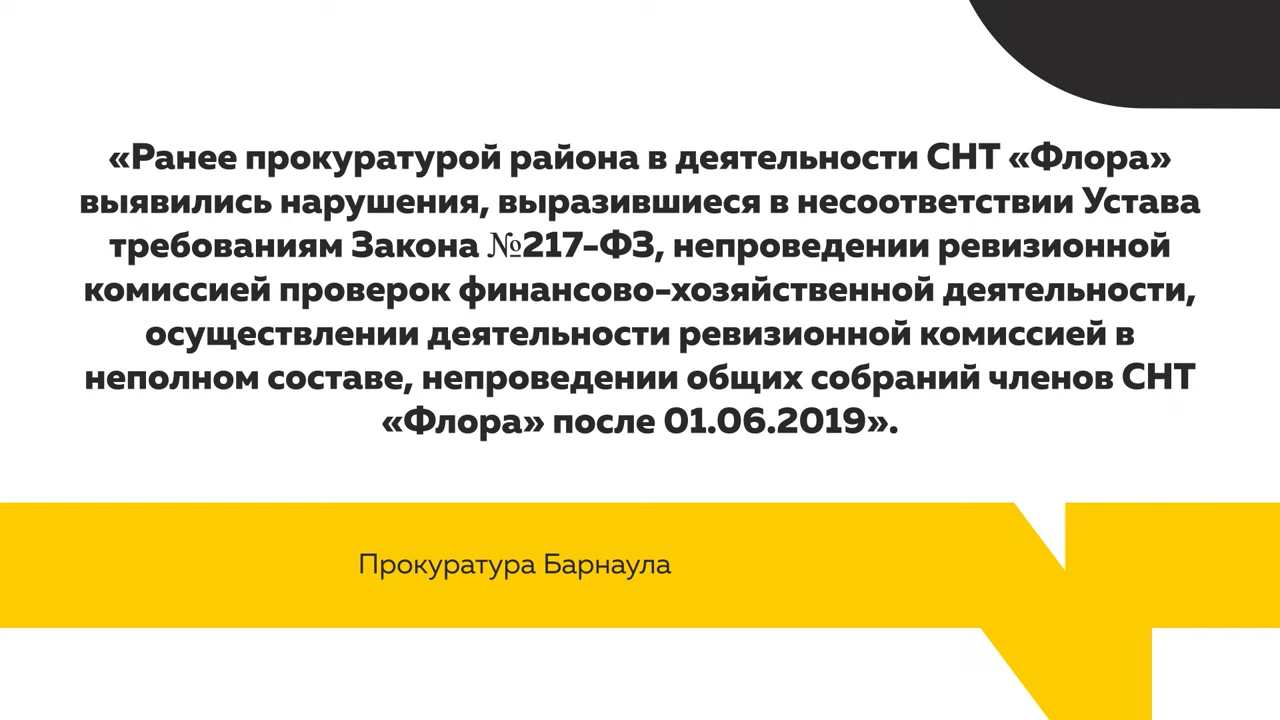 «Ранее прокуратурой района в деятельности СНТ «Флора»
выявились нарушения, выразившиеся в несоответствии Устава
требованиям Закона №217-ФЗ, непроведении ревизионной
комиссией проверок финансово-хозяйственной деятельности,
осуществлении деятельности ревизионной комиссией в
неполном составе, непроведении общих собраний членов СНТ
«Флора» после 01.06.2019».
Прокуратура Барнаула